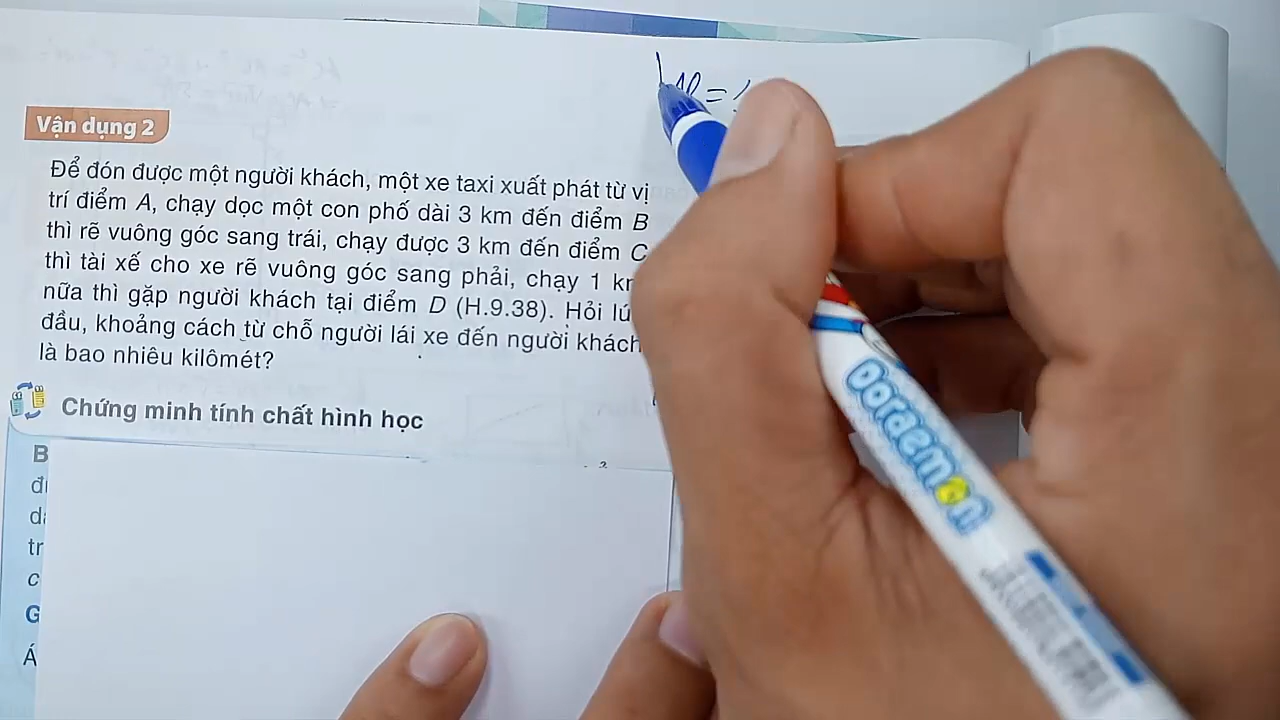 Vận dụng 2
Để đón được một người khách, một xe taxi xuất phát từ vị
trí điểm A, chạy dọc một con phố dài 3 km đến điểm B
thì rẽ vuông góc sang trái, chạy được 3 km đến điểm C
thì tài xế cho xe rẽ vuông góc sang phải, chạy 1 k
nữa thì gặp người khách tại điểm D (H.9.38). Hỏi lú
đầu, khoảng cách từ chỗ người lái xe đến người khách
là bao nhiêu kilômét?
Chứng minh tính chất hình học
B
tr
c
G
Á
Doraemon